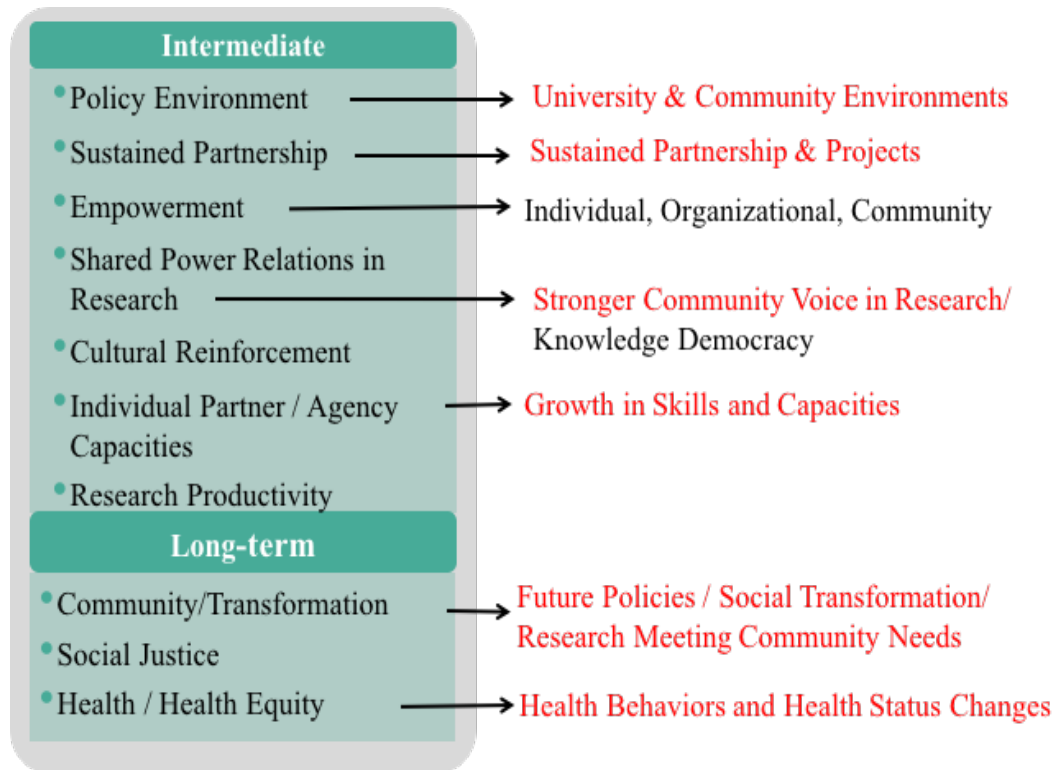 Intermediate
• Policy Environment
University & Community Environments
• Sustained Partnership
Sustained Partnership & Projects
• Empowerment
Individual, Organizational, Community
• Shared Power Relations in
Research
Stronger Community Voice in Research/
Knowledge Democracy
• Cultural Reinforcement
• Individual Partner / Agency
Capacities
Growth in Skills and Capacities
• Research Productivity
Long-term
• Community/Transformation
Future Policies / Social Transformation/
Research Meeting Community Needs
• Social Justice
• Health / Health Equity
Health Behaviors and Health Status Changes